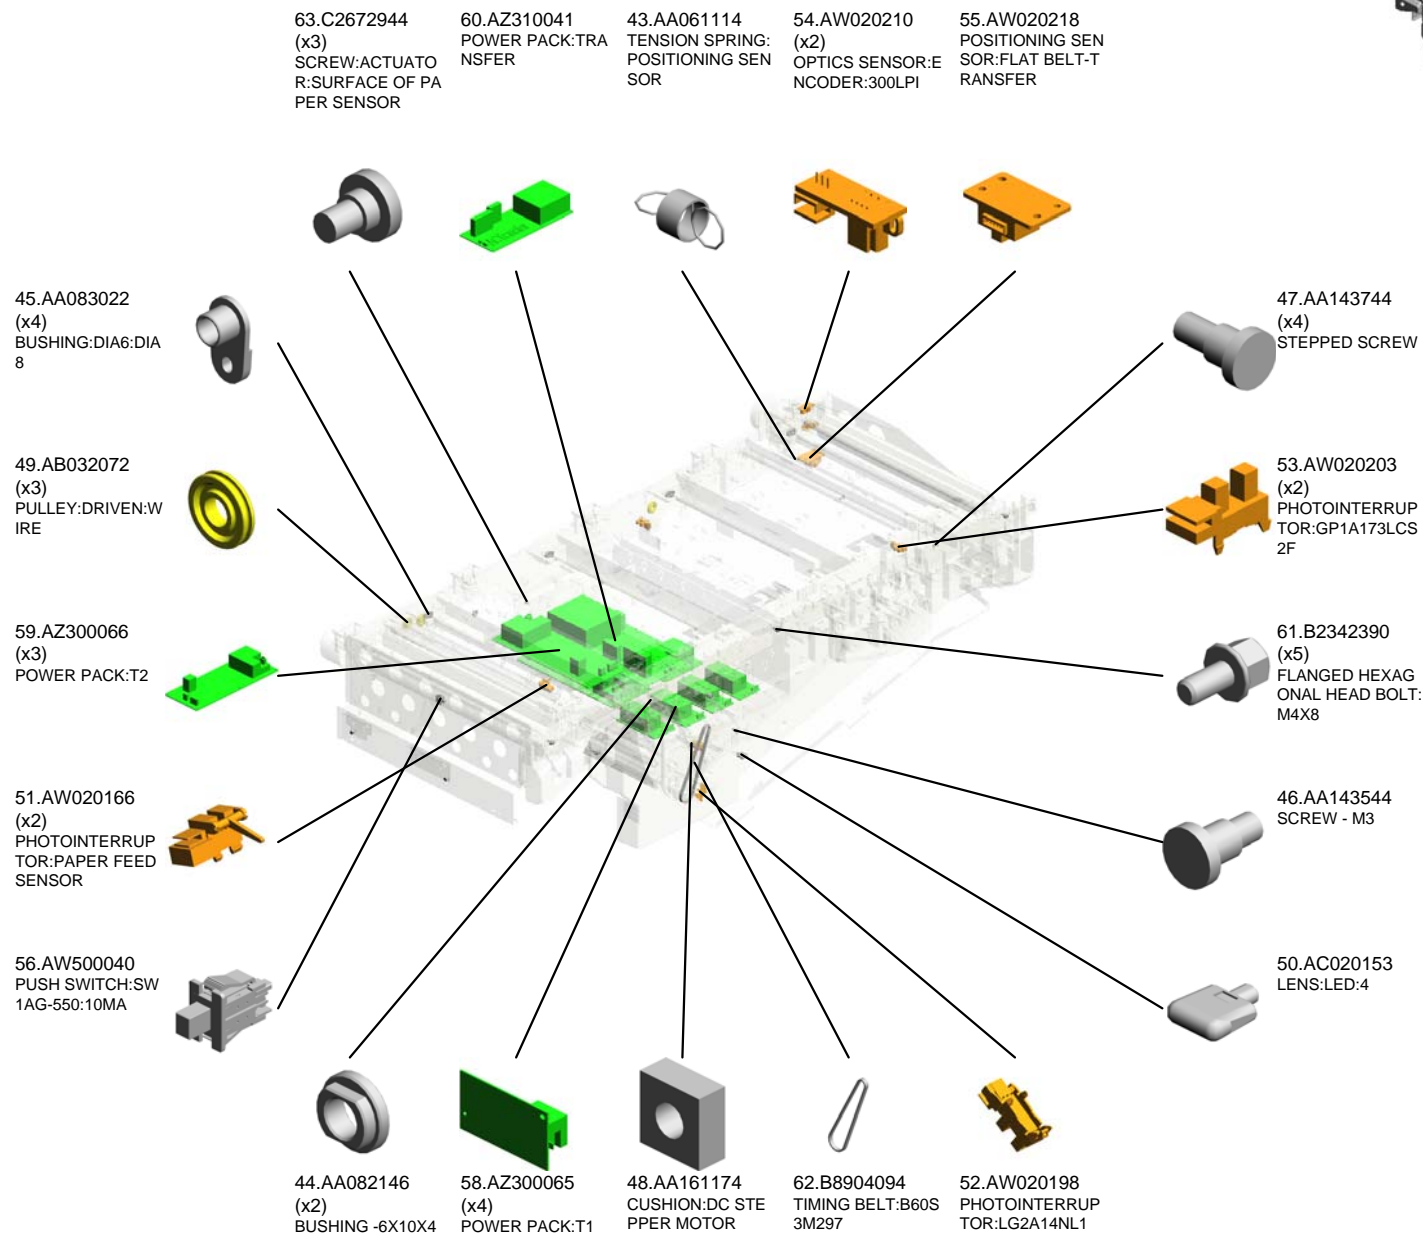 63.C2672944
(x3)
SCREW:ACTUATO
R:SURFACE OF PA
PER SENSOR
60.AZ310041
POWER PACK:TRA
NSFER
43.AA061114
TENSION SPRING:
POSITIONING SEN
SOR
54.AW020210
(x2)
OPTICS SENSOR:E
NCODER:300LPI
55.AW020218
POSITIONING SEN
SOR:FLAT BELT-T
RANSFER
45.AA083022
(x4)
BUSHING:DIA6:DIA
8
47.AA143744
(x4)
STEPPED SCREW
49.AB032072
(x3)
PULLEY:DRIVEN:W
IRE
53.AW020203
(x2)
PHOTOINTERRUP
TOR:GP1A173LCS
2F
59.AZ300066
(x3)
POWER PACK:T2
61.B2342390
(x5)
FLANGED HEXAG
ONAL HEAD BOLT:
M4X8
51.AW020166
(x2)
PHOTOINTERRUP
TOR:PAPER FEED
SENSOR
46.AA143544
SCREW - M3
56.AW500040
PUSH SWITCH:SW
1AG-550:10MA
50.AC020153
LENS:LED:4
44.AA082146
(x2)
BUSHING -6X10X4
58.AZ300065
(x4)
POWER PACK:T1
48.AA161174
CUSHION:DC STE
PPER MOTOR
62.B8904094
TIMING BELT:B60S
3M297
52.AW020198
PHOTOINTERRUP
TOR:LG2A14NL1